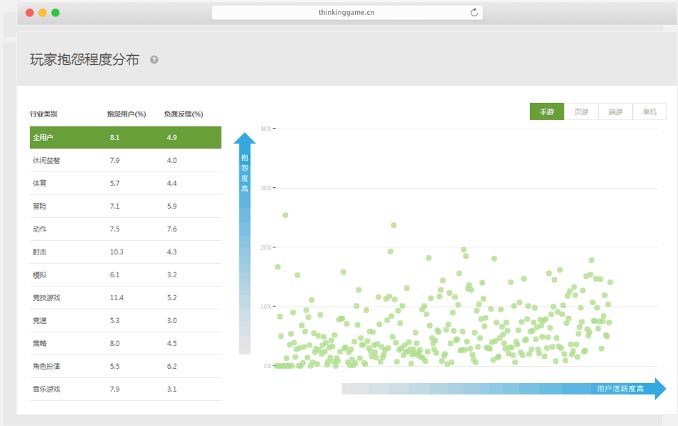 thinkinggame.cn
玩家抱怨程度分布 ?
手游 页游 端游 单机
行业类别 抱怨用户(%) 负面反馈(%)
全用户 8.1 4.9
休闲益智 7.9 4.0
体育 5.7 4.4
冒险 7.1 5.9
动作 7.5 7.6
射击 10.3 4.3
模拟 6.1 3.2
竞技游戏 11.4 5.2
竞速 5.3 3.0
策略 8.0 4.5
角色扮演 5.5 6.2
音乐游戏 7.9 3.1
抱怨度高
40%
30%
20%
10%
0%
用户活跃度高